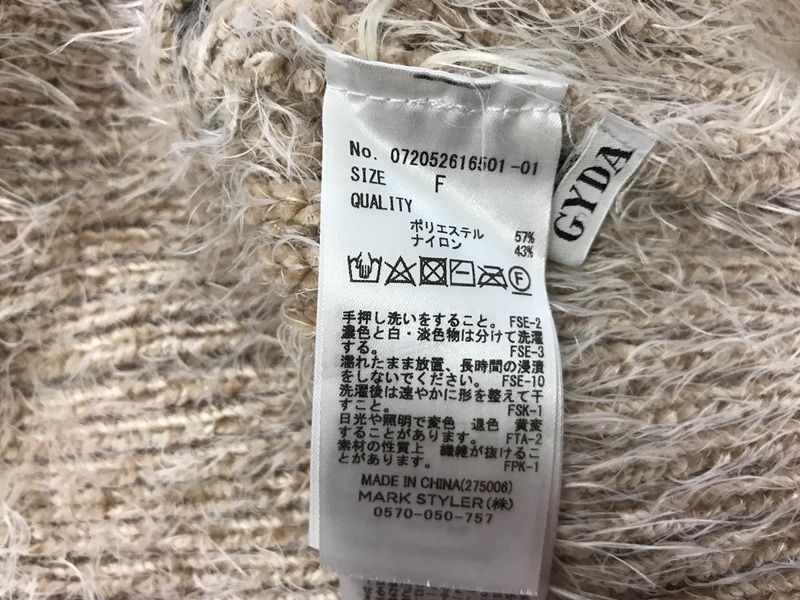 No. 072052616501-01
SIZE F
QUALITY
ポリエステル 57%
ナイロン 43%
F
手押し洗いをすること。 FSE-2
濃色と白・淡色物は分けて洗濯
する。 FSE-3
濡れたまま放置、長時間の浸漬
をしないでください。 FSE-10
洗濯後は速やかに形を整えて干
すこと。 FSK-1
日光や照明で変色 退色 黄変
することがあります。 FTA-2
素材の性質上 繊維が抜けるこ
とがあります。 FPK-1
MADE IN CHINA(275006)
MARK STYLER(株)
0570-050-757
GYDA